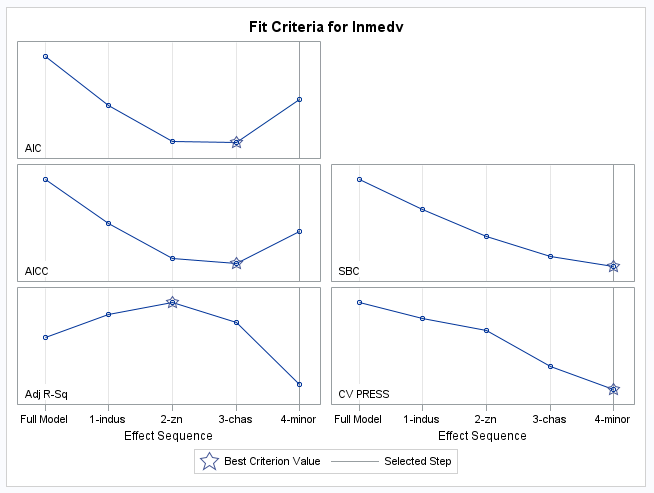 Fit Criteria for lnmedv
AIC
AICC
SBC
Adj R-Sq
CV PRESS
Full Model 1-indus 2-zn 3-chas 4-minor
Full Model 1-indus 2-zn 3-chas 4-minor
Effect Sequence
Effect Sequence
Best Criterion Value Selected Step